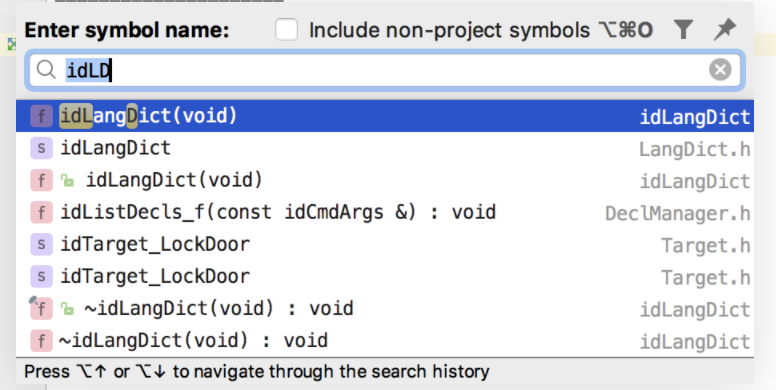 Enter symbol name: Include non-project symbols ⌥⌘O
idLD
f idLangDict(void) idLangDict
s idLangDict LangDict.h
f idLangDict(void) idLangDict
f idListDecls_f(const idCmdArgs &) : void DeclManager.h
s idTarget_LockDoor Target.h
s idTarget_LockDoor Target.h
f ~idLangDict(void) : void idLangDict
f ~idLangDict(void) : void idLangDict
Press ⌥↑ or ⌥↓ to navigate through the search history